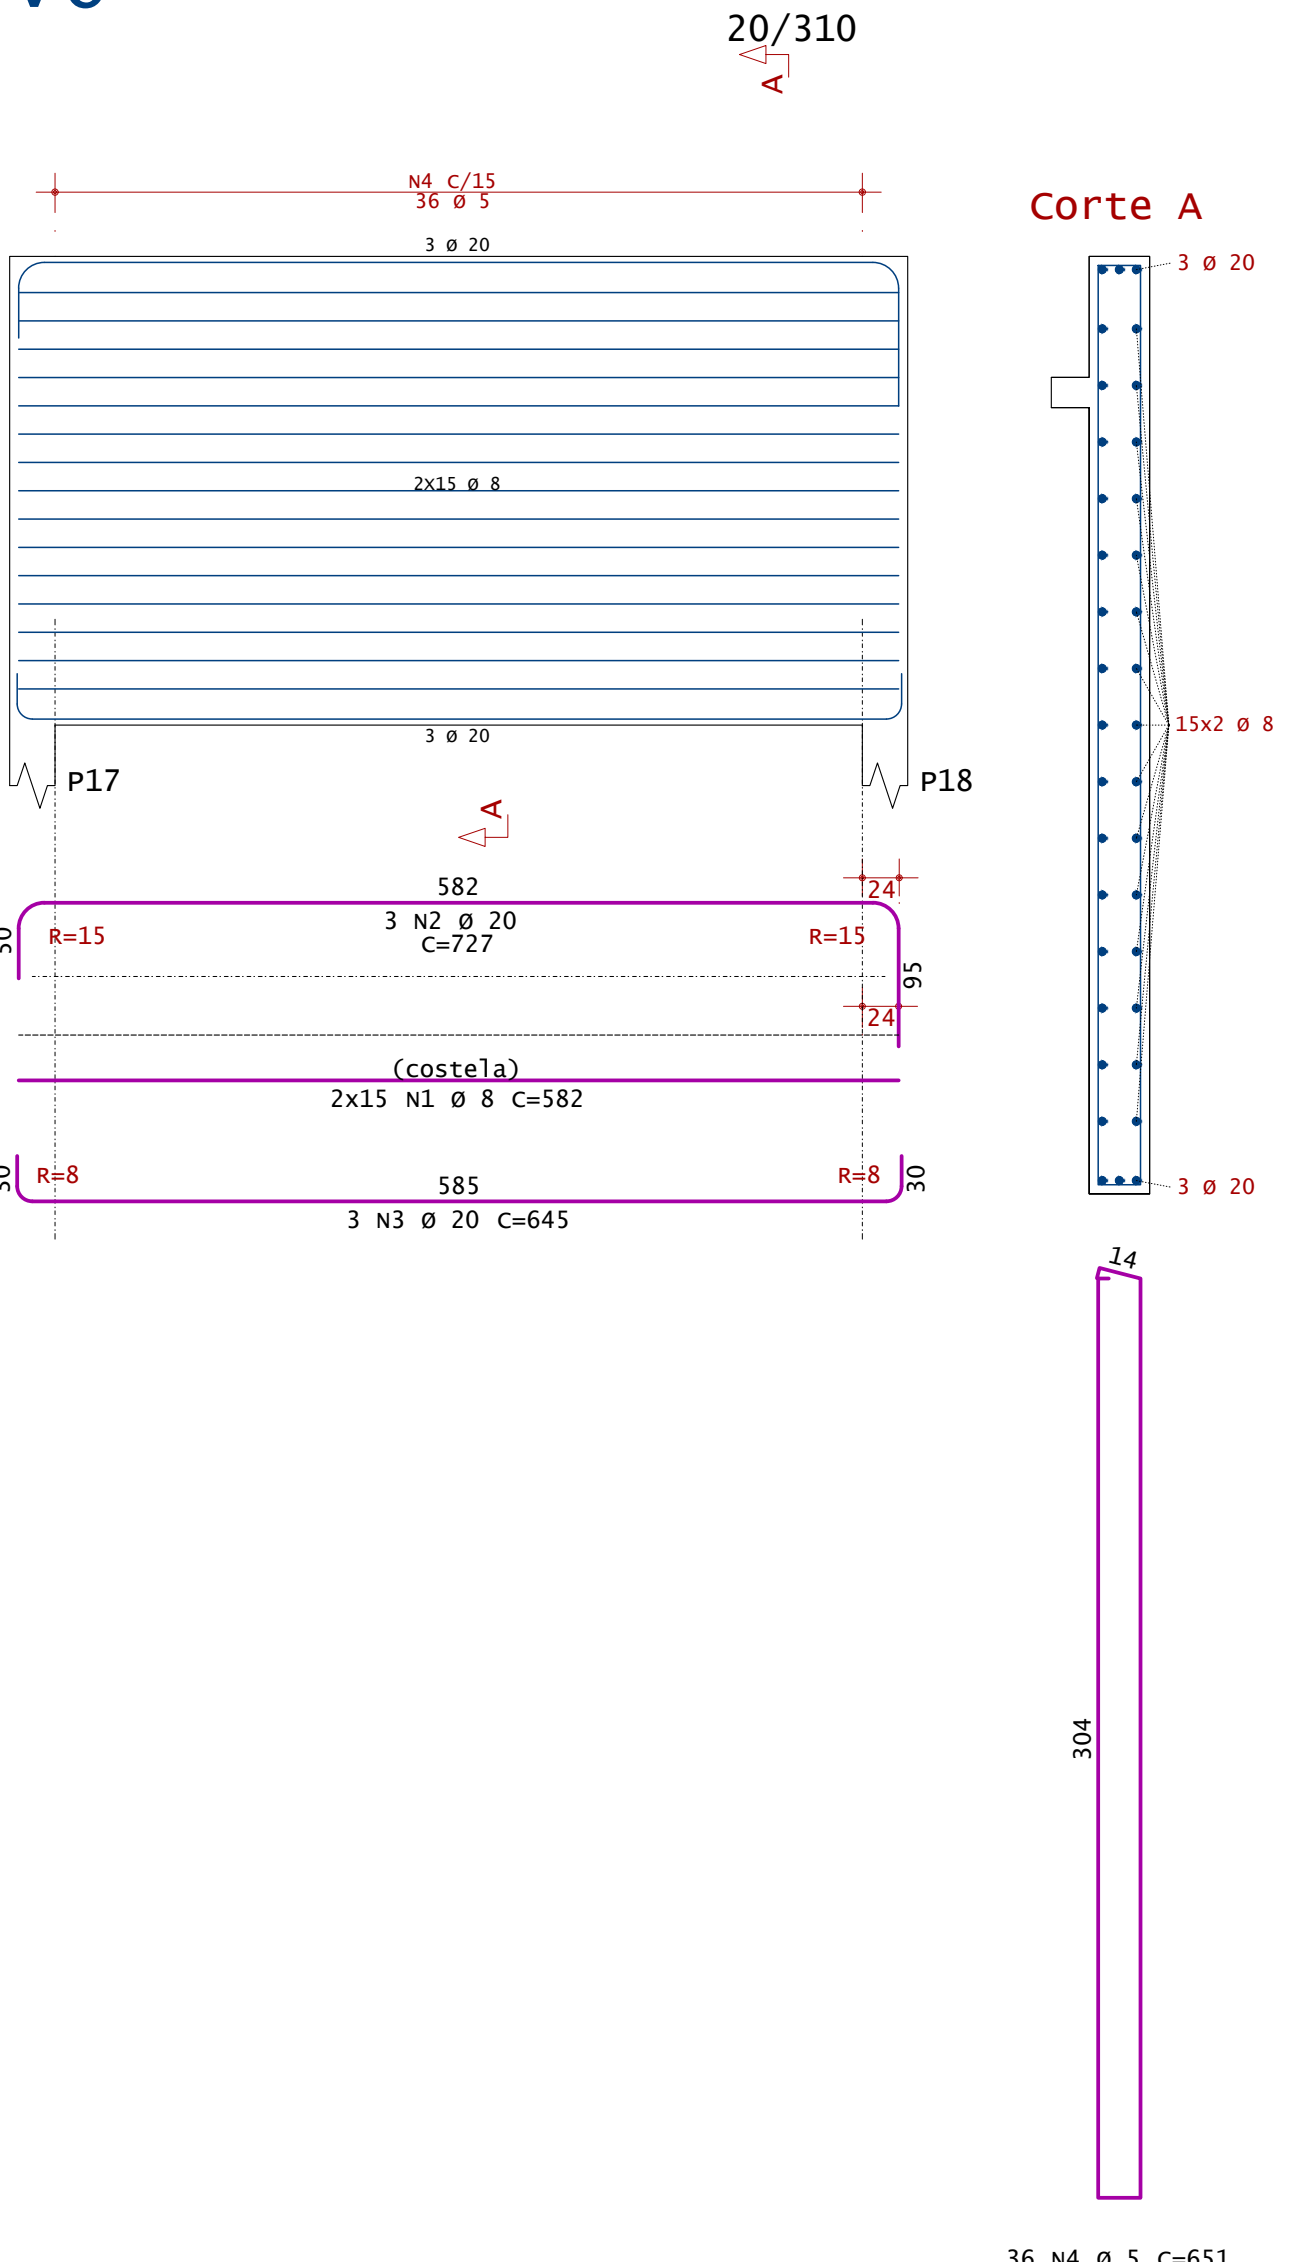 20/310
A
N4 C/15
36 Ø 5
Corte A
3 Ø 20
3 Ø 20
2x15 Ø 8
15x2 Ø 8
3 Ø 20
P17
P18
A
582
24
3 N2 Ø 20
C=727
R=15
R=15
95
24
(costela)
2x15 N1 Ø 8 C=582
R=8
R=8
30
585
3 N3 Ø 20 C=645
3 Ø 20
14
304
36 N4 Ø 5 C=651